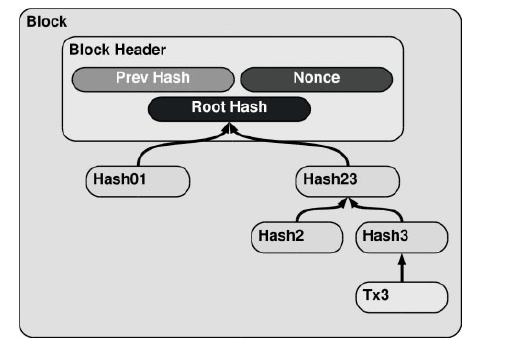 Block
Block Header
Prev Hash
Nonce
Root Hash
Hash01
Hash23
Hash2
Hash3
Tx3